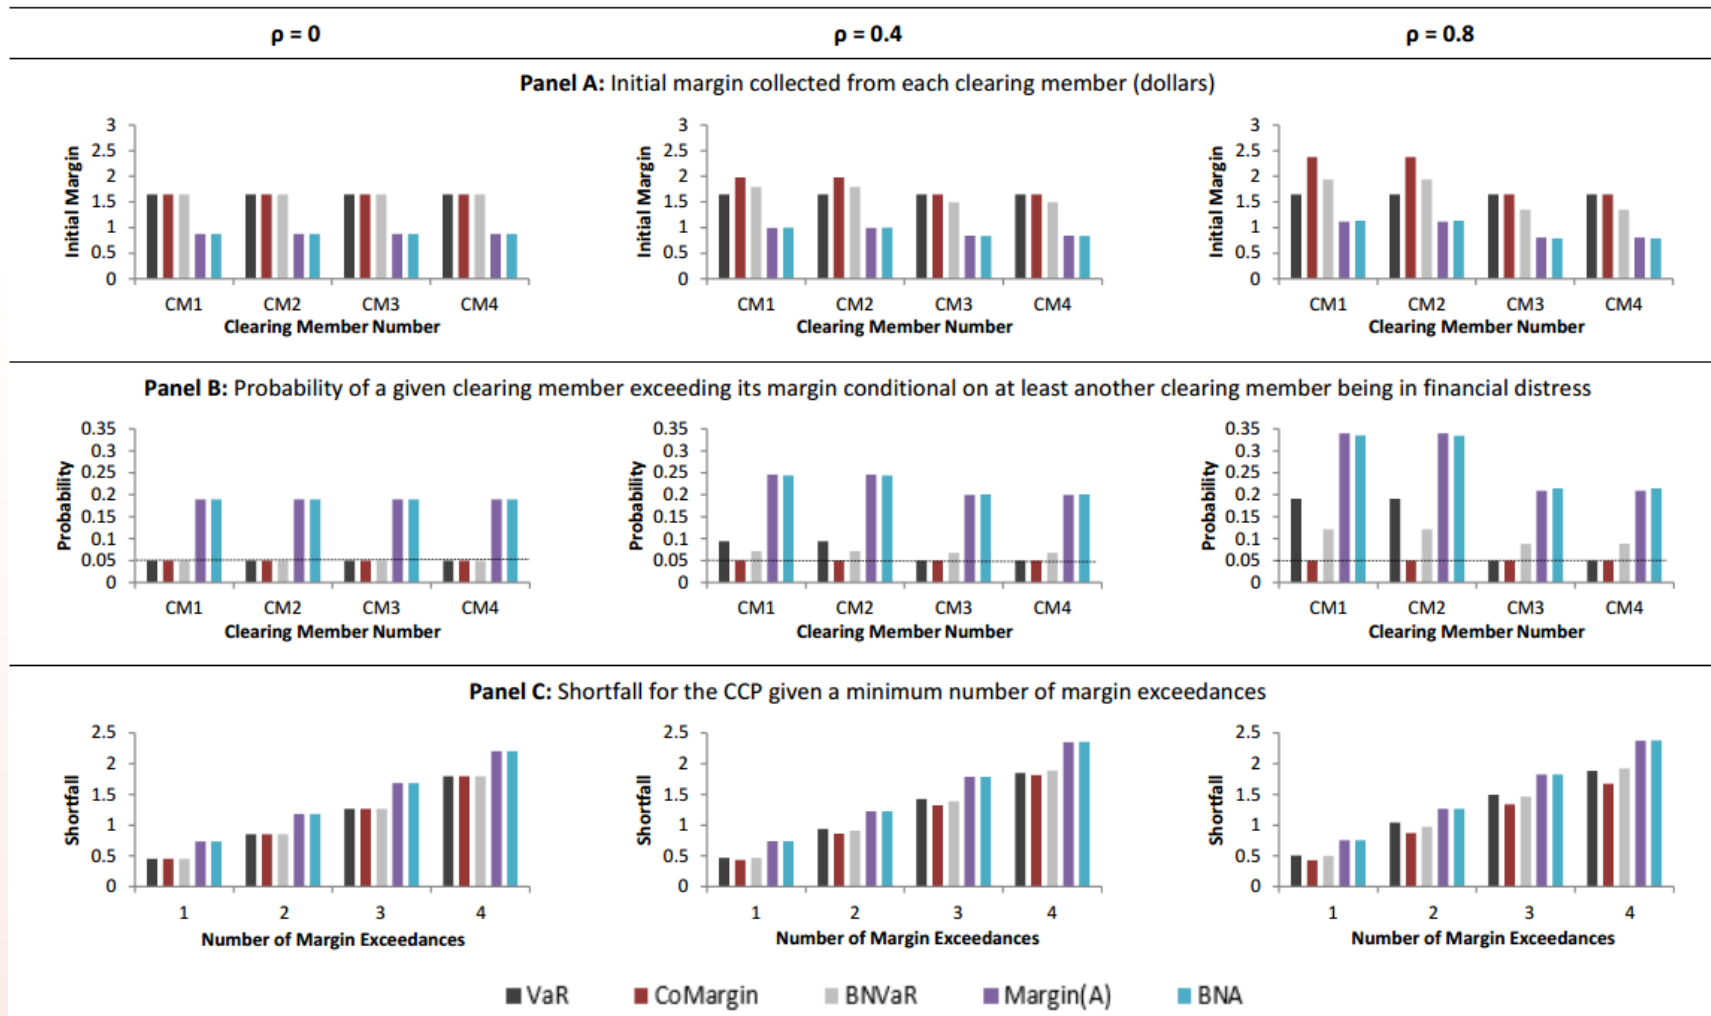 ρ = 0 ρ = 0.4 ρ = 0.8
Panel A: Initial margin collected from each clearing member (dollars)
Initial Margin
3
2.5
2
1.5
1
0.5
0
CM1 CM2 CM3 CM4
Clearing Member Number
Initial Margin
3
2.5
2
1.5
1
0.5
0
CM1 CM2 CM3 CM4
Clearing Member Number
Initial Margin
3
2.5
2
1.5
1
0.5
0
CM1 CM2 CM3 CM4
Clearing Member Number
Panel B: Probability of a given clearing member exceeding its margin conditional on at least another clearing member being in financial distress
Probability
0.35
0.3
0.25
0.2
0.15
0.1
0.05
0
CM1 CM2 CM3 CM4
Clearing Member Number
Probability
0.35
0.3
0.25
0.2
0.15
0.1
0.05
0
CM1 CM2 CM3 CM4
Clearing Member Number
Probability
0.35
0.3
0.25
0.2
0.15
0.1
0.05
0
CM1 CM2 CM3 CM4
Clearing Member Number
Panel C: Shortfall for the CCP given a minimum number of margin exceedances
Shortfall
2.5
2
1.5
1
0.5
0
1 2 3 4
Number of Margin Exceedances
Shortfall
2.5
2
1.5
1
0.5
0
1 2 3 4
Number of Margin Exceedances
Shortfall
2.5
2
1.5
1
0.5
0
1 2 3 4
Number of Margin Exceedances
VaR CoMargin BNVaR Margin(A) BNA